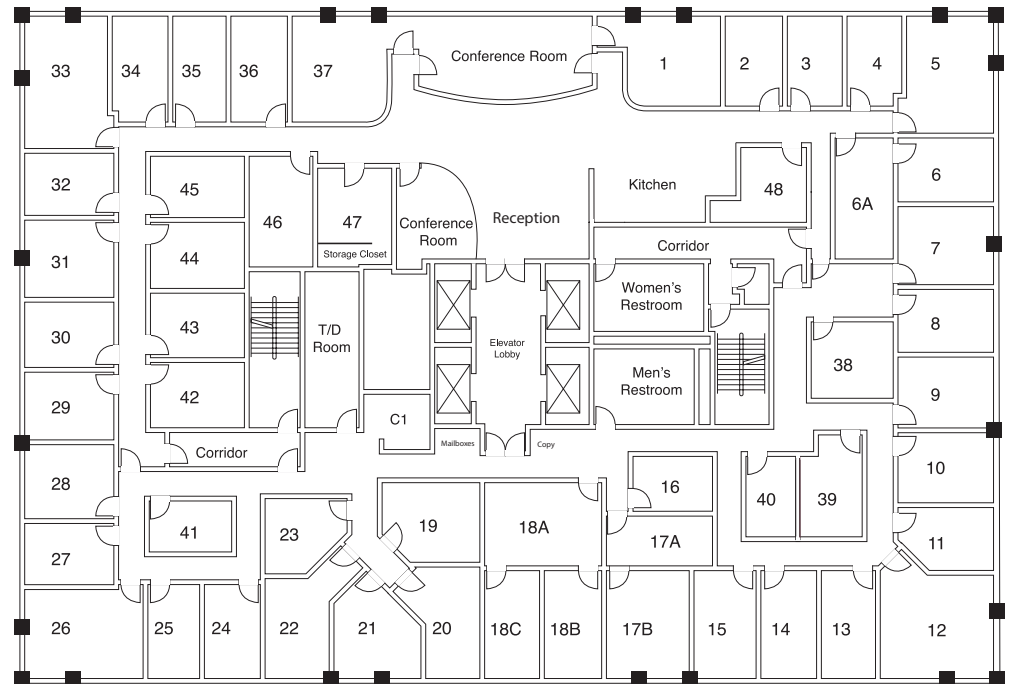 Conference Room
33
34
35
36
37
1
2
3
4
5
32
45
46
47
Storage Closet
Conference
Room
Reception
Kitchen
48
6A
6
Corridor
31
44
7
Women's
Restroom
30
43
T/D
Room
Elevator
Lobby
8
38
Men's
Restroom
29
42
C1
9
Mailboxes
Copy
Corridor
28
10
16
40
39
41
23
19
18A
17A
27
11
26
25
24
22
21
20
18C
18B
17B
15
14
13
12